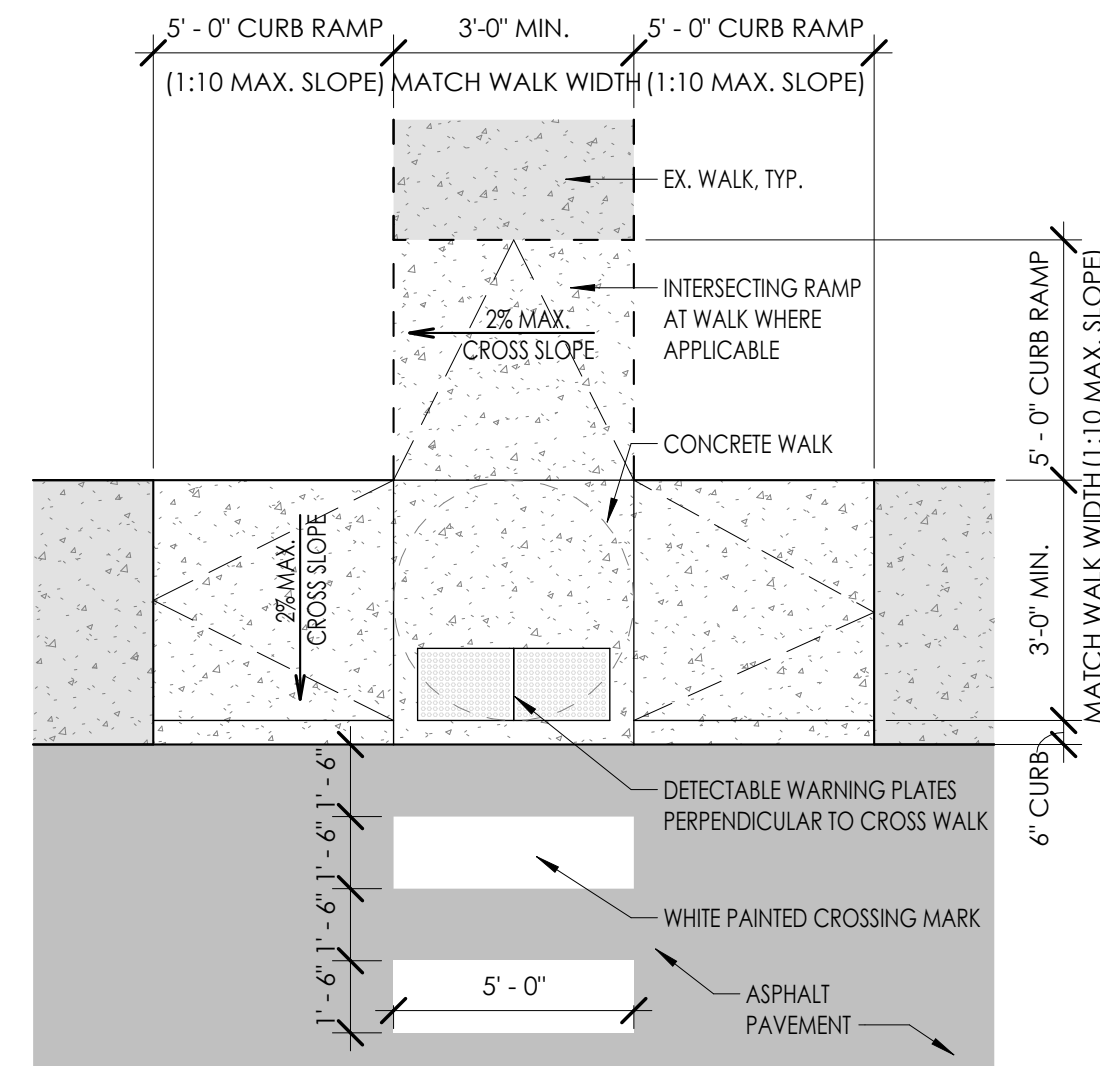 5' - 0" CURB RAMP
3'-0" MIN.
5' - 0" CURB RAMP
(1:10 MAX. SLOPE)
MATCH WALK WIDTH
(1:10 MAX. SLOPE)
EX. WALK, TYP.
INTERSECTING RAMP
AT WALK WHERE
APPLICABLE
2% MAX.
CROSS SLOPE
CONCRETE WALK
2% MAX.
CROSS SLOPE
5' - 0" CURB RAMP
(1:10 MAX. SLOPE)
3'-0" MIN.
MATCH WALK WIDTH
6" CURB
DETECTABLE WARNING PLATES
PERPENDICULAR TO CROSS WALK
1' - 6"
1' - 6"
1' - 6"
1' - 6"
WHITE PAINTED CROSSING MARK
5' - 0"
ASPHALT
PAVEMENT